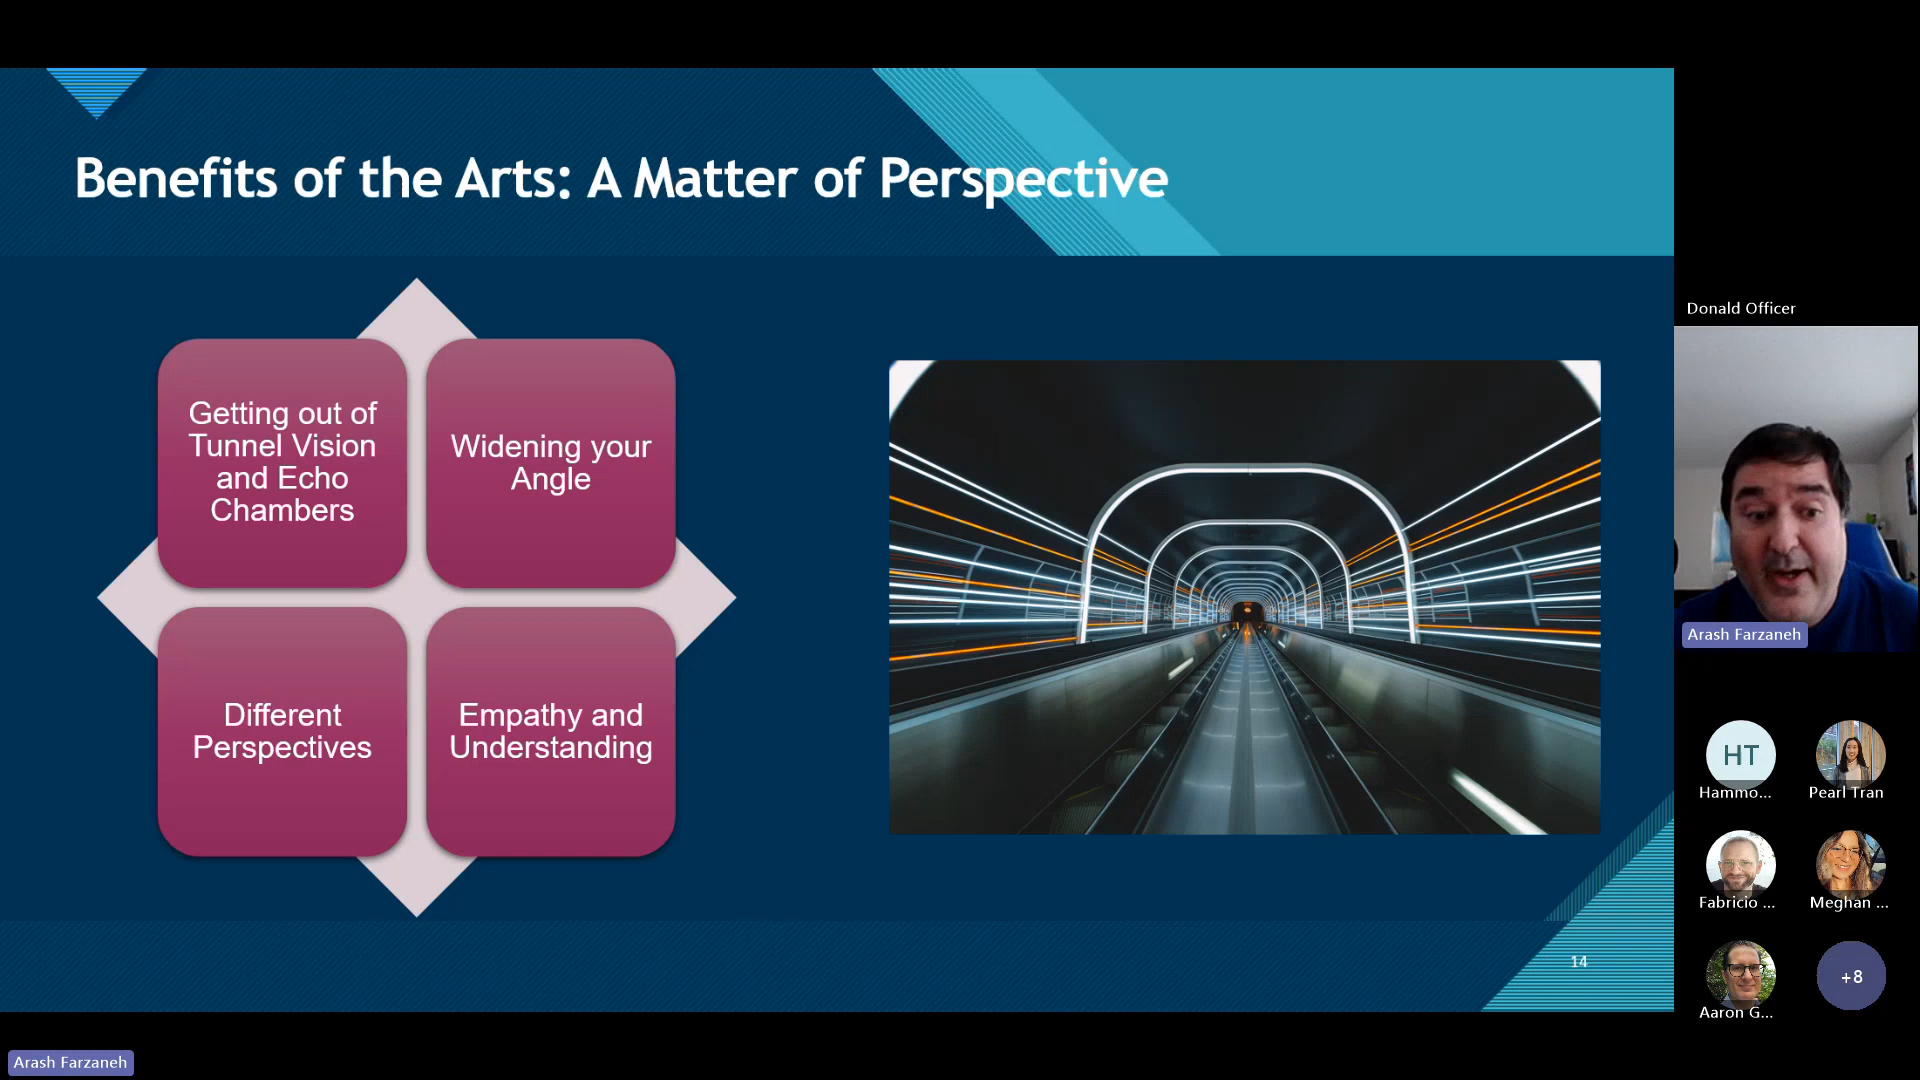 Benefits of the Arts: A Matter of Perspective
Getting out of
Tunnel Vision
and Echo
Chambers
Widening your
Angle
Different
Perspectives
Empathy and
Understanding
14
Donald Officer
Arash Farzaneh
HT
Hammo...
Pearl Tran
Fabricio ...
Meghan ...
Aaron G...
+8
Arash Farzaneh